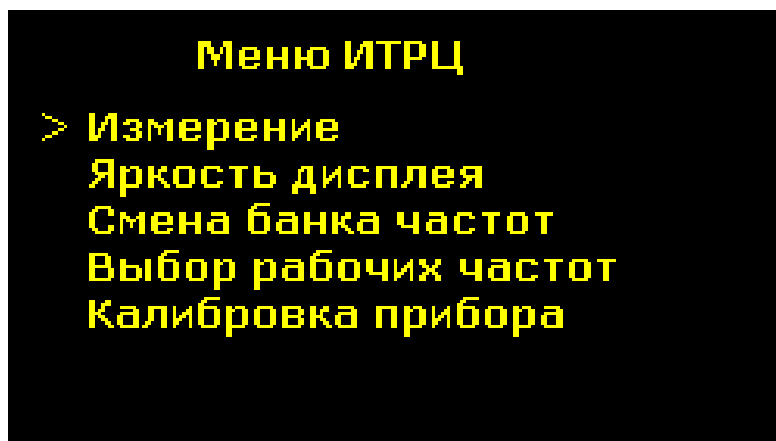 Меню ИТРЦ
> Измерение
Яркость дисплея
Смена банка частот
Выбор рабочих частот
Калибровка прибора